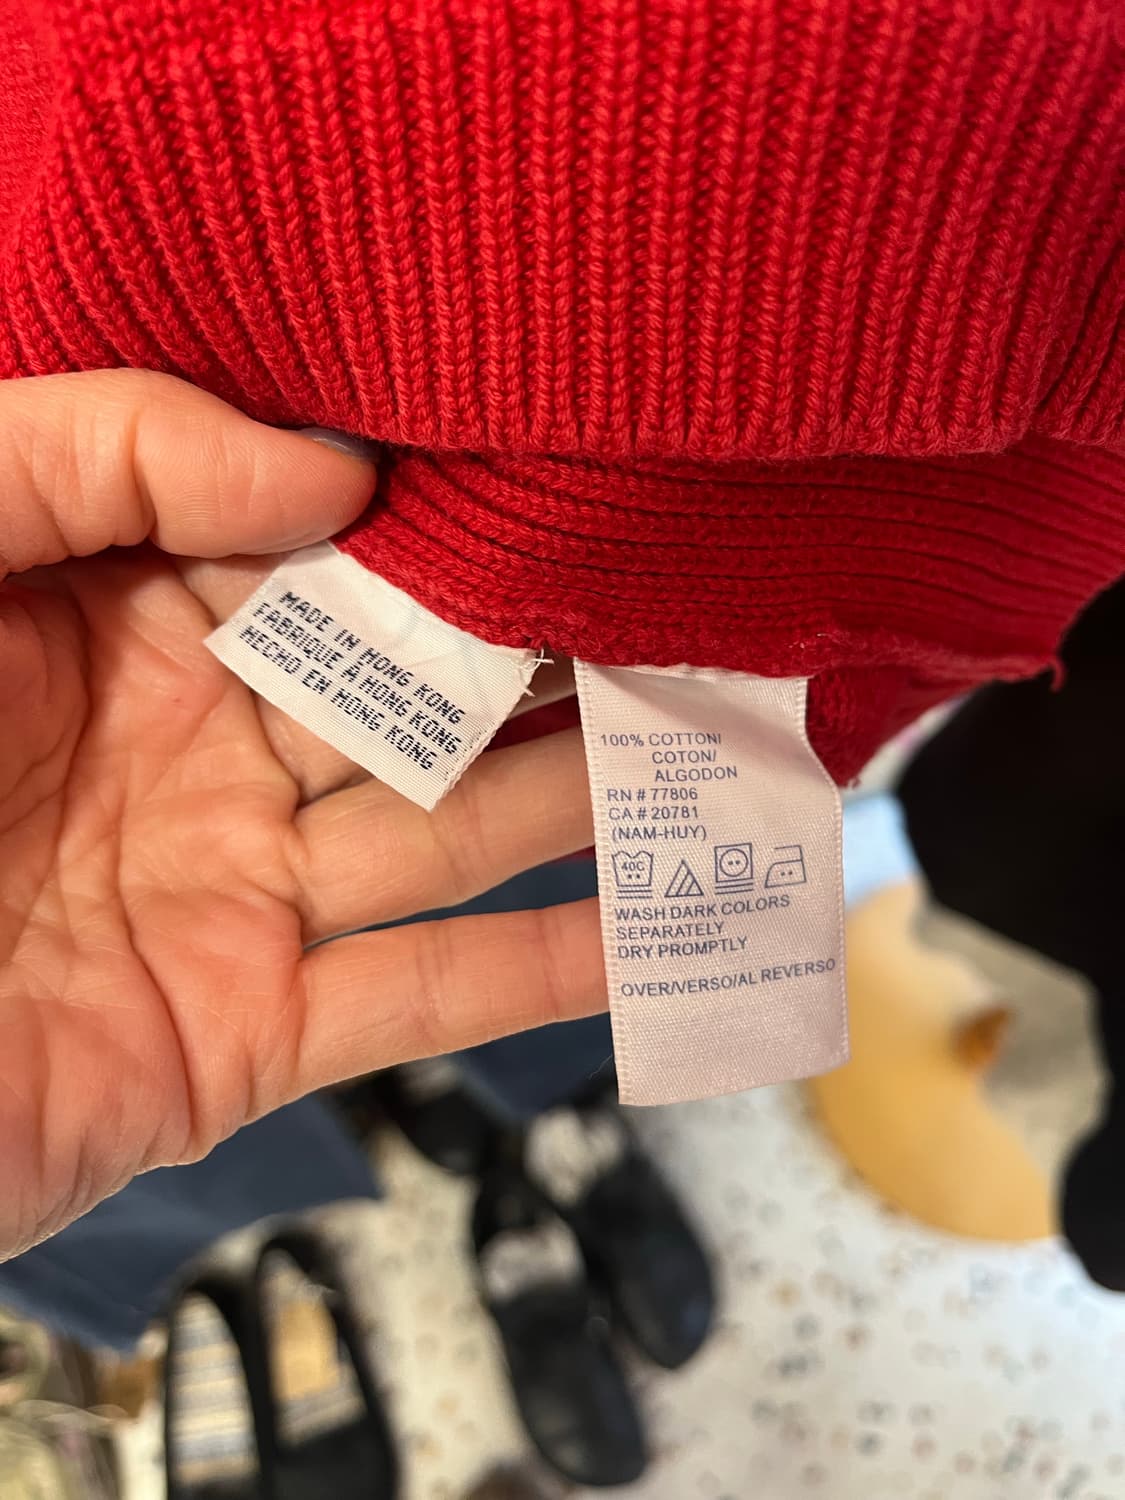 MADE IN HONG KONG
FABRIQUE À HONG KONG
HECHO EN HONG KONG
100% COTTON/
COTON/
ALGODON
RN # 77806
CA # 20781
(NAM-HUY)
40C
WASH DARK COLORS
SEPARATELY
DRY PROMPTLY
OVER/VERSO/AL REVERSO